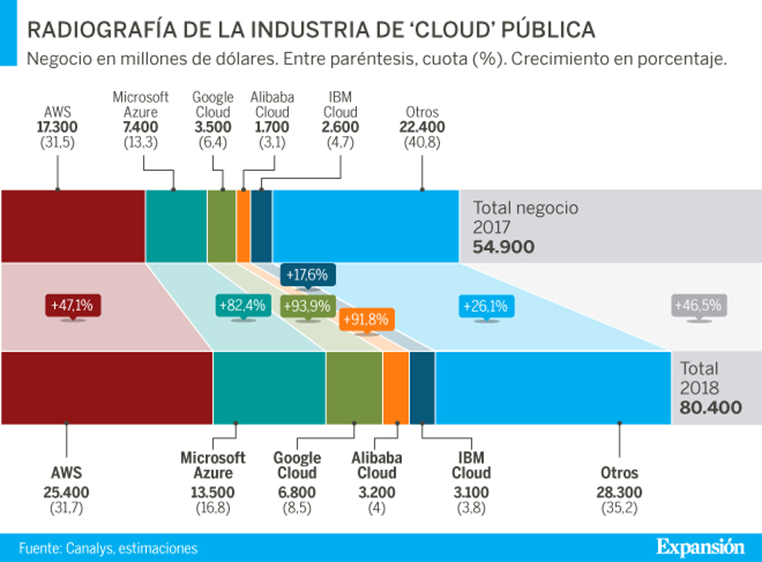 RADIOGRAFÍA DE LA INDUSTRIA DE ‘CLOUD’ PÚBLICA
Negocio en millones de dólares. Entre paréntesis, cuota (%). Crecimiento en porcentaje.
AWS
17.300
(31,5)
Microsoft
Azure
7.400
(13.3)
Google
Cloud
3.500
(6,4)
Alibaba
Cloud
1.700
(3,1)
IBM
Cloud
2.600
(4,7)
Otros
22.400
(40.8)
Total negocio
2017
54.900
+47,1%
+82,4%
+17,6%
+93,9%
+91,8%
+26,1%
+46,5%
Total
2018
80.400
AWS
25.400
(31,7)
Microsoft
Azure
13.500
(16,8)
Google
Cloud
6.800
(8,5)
Alibaba
Cloud
3.200
(4)
IBM
Cloud
3.100
(3,8)
Otros
28.300
(35,2)
Fuente: Canalys, estimaciones
Expansión